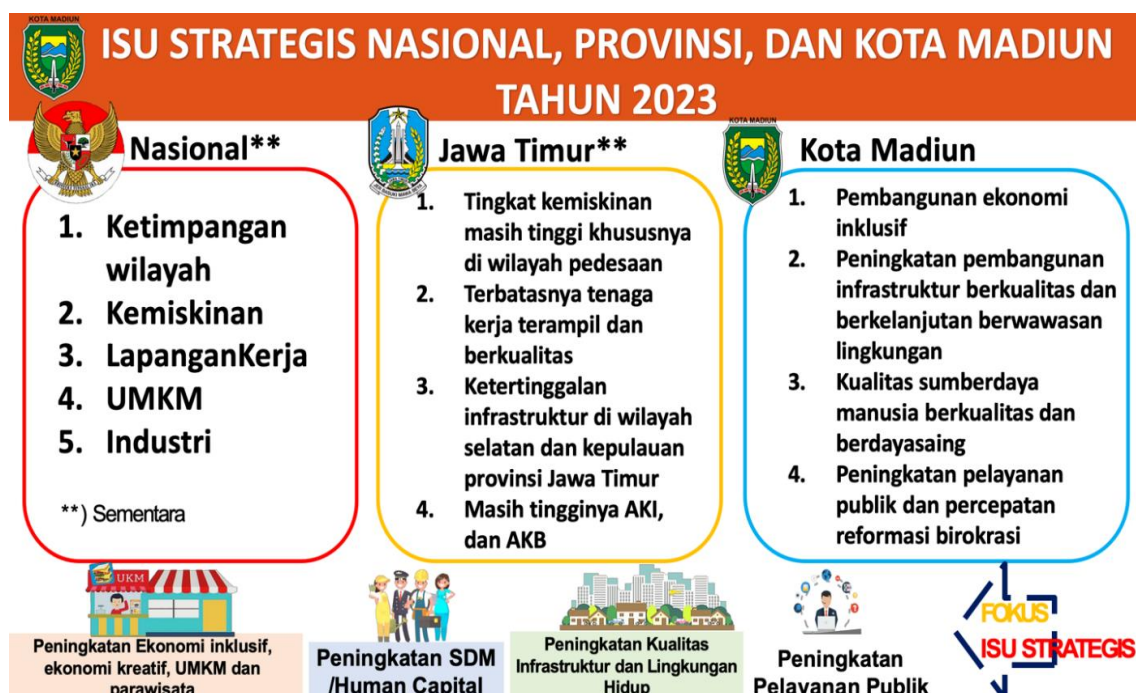 KOTA MADIUN
ISU STRATEGIS NASIONAL, PROVINSI, DAN KOTA MADIUN
TAHUN 2023
Nasional**
1. Ketimpangan
wilayah
2. Kemiskinan
3. LapanganKerja
4. UMKM
5. Industri
**) Sementara
Jawa Timur**
1. Tingkat kemiskinan
masih tinggi khususnya
di wilayah pedesaan
2. Terbatasnya tenaga
kerja terampil dan
berkualitas
3. Ketertinggalan
infrastruktur di wilayah
selatan dan kepulauan
provinsi Jawa Timur
4. Masih tingginya AKI,
dan AKB
KOTA MADIUN
Kota Madiun
1. Pembangunan ekonomi
inklusif
2. Peningkatan pembangunan
infrastruktur berkualitas dan
berkelanjutan berwawasan
lingkungan
3. Kualitas sumberdaya
manusia berkualitas dan
berdayasaing
4. Peningkatan pelayanan
publik dan percepatan
reformasi birokrasi
UKM
Peningkatan Ekonomi inklusif,
ekonomi kreatif, UMKM dan
parawisata
Peningkatan SDM
/Human Capital
Peningkatan Kualitas
Infrastruktur dan Lingkungan
Hidup
Peningkatan
Pelayanan Publik
FOKUS
ISU STRATEGIS